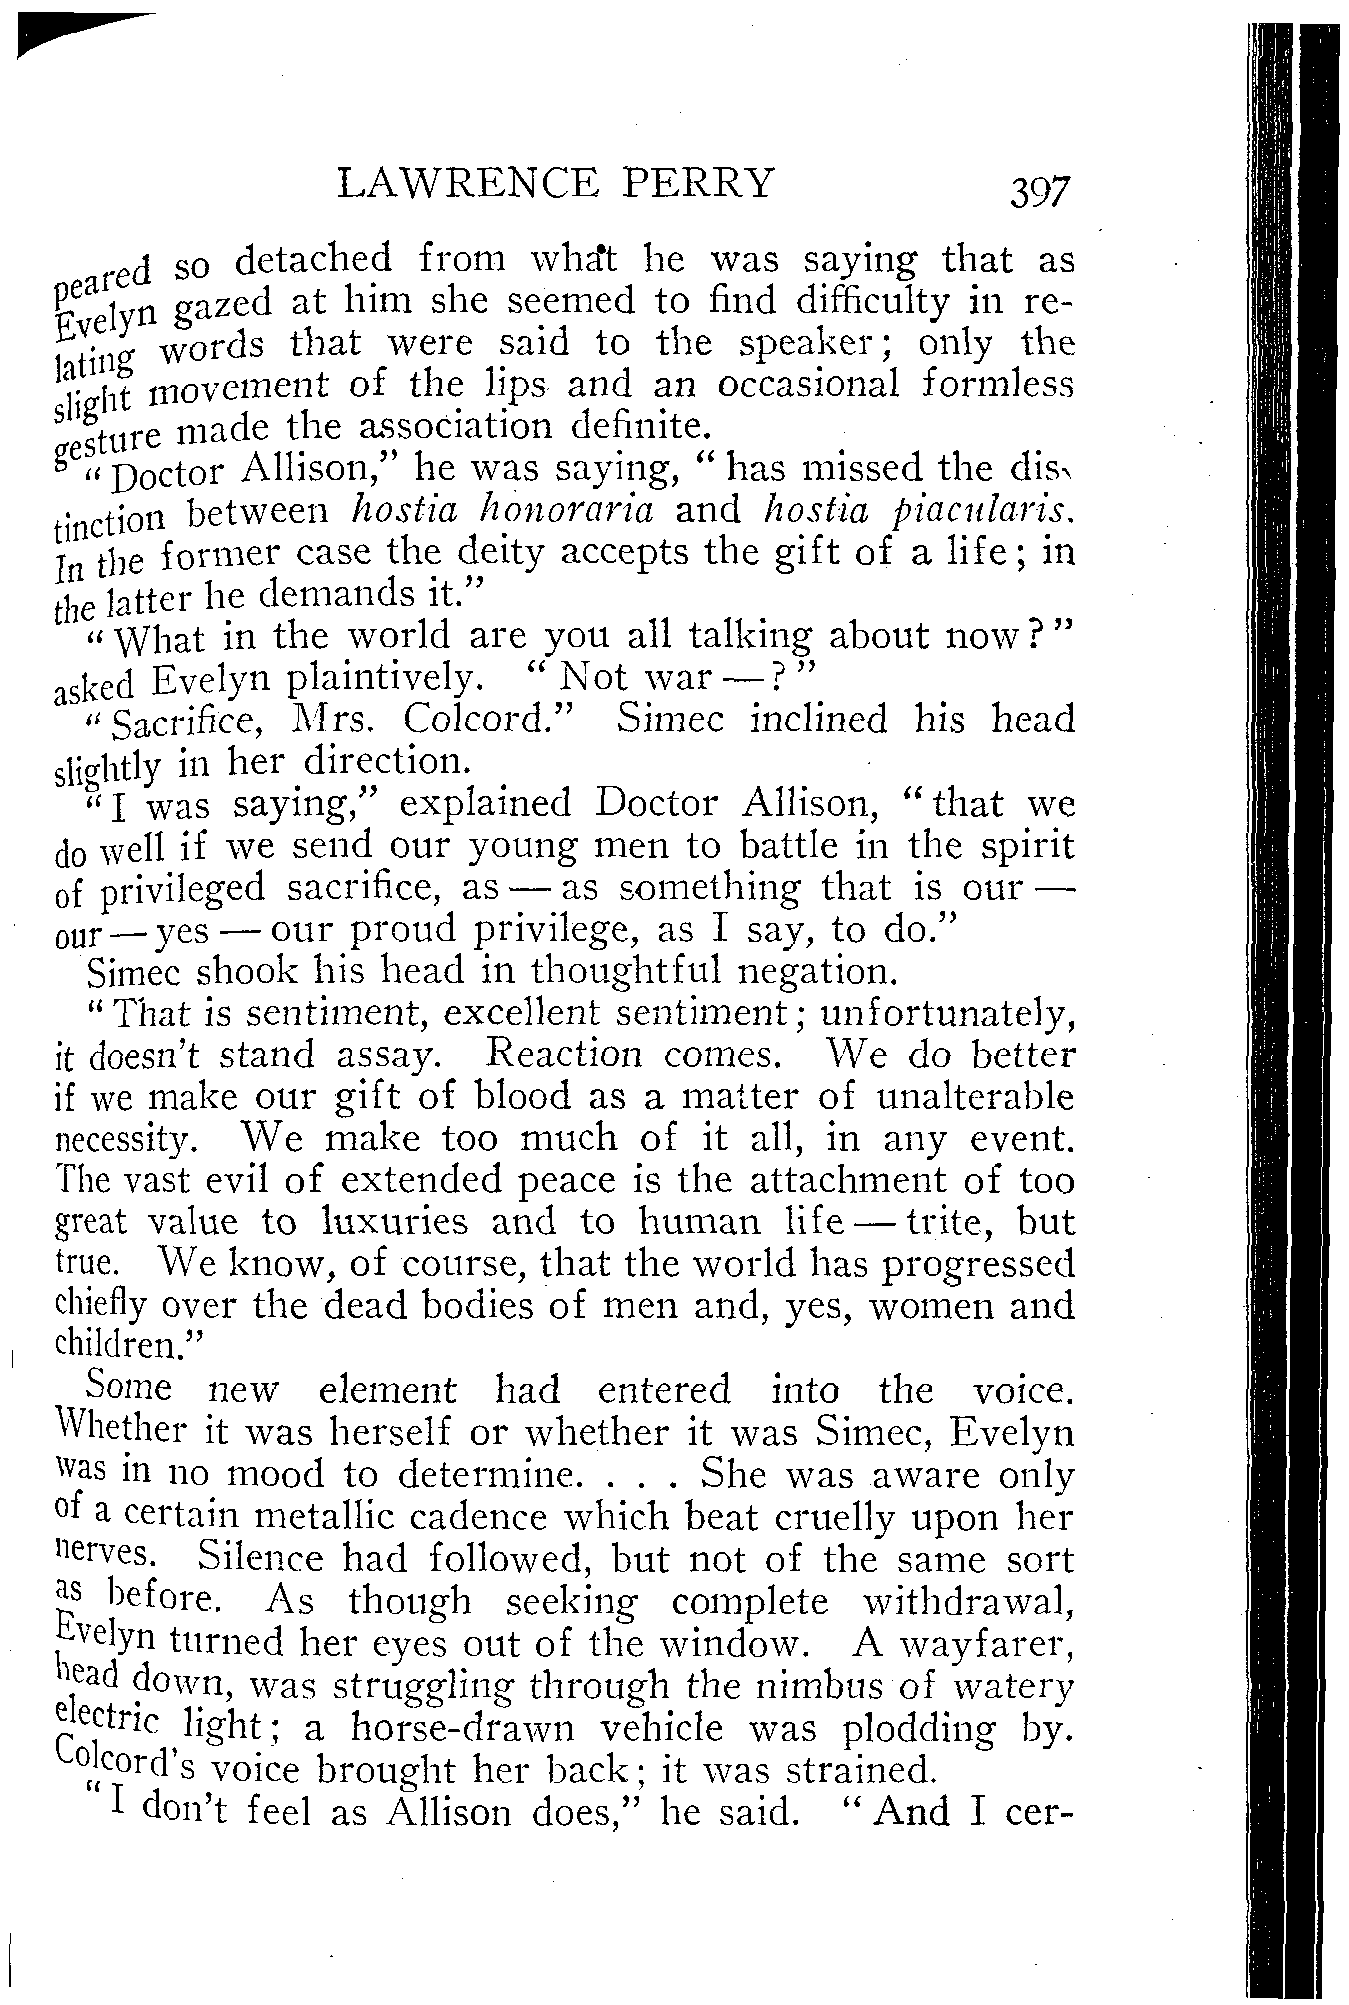 LAWRENCE PERRY 397
peared so detached from what he was saying that as
Evelyn gazed at him she seemed to find difficulty in re-
lating words that were said to the speaker; only the
slight movement of the lips and an occasional formless
gesture made the association definite.
"Doctor Allison," he was saying, "has missed the dis-
tinction between hostia honoraria and hostia piacularis.
In the former case the deity accepts the gift of a life; in
the latter he demands it."
"What in the world are you all talking about now?"
asked Evelyn plaintively. "Not war—?"
"Sacrifice, Mrs. Colcord." Simec inclined his head
slightly in her direction.
"I was saying," explained Doctor Allison, "that we
do well if we send our young men to battle in the spirit
of privileged sacrifice, as — as something that is our —
our — yes — our proud privilege, as I say, to do."
Simec shook his head in thoughtful negation.
"That is sentiment, excellent sentiment; unfortunately,
it doesn't stand assay. Reaction comes. We do better
if we make our gift of blood as a matter of unalterable
necessity. We make too much of it all, in any event.
The vast evil of extended peace is the attachment of too
great value to luxuries and to human life — trite, but
true. We know, of course, that the world has progressed
chiefly over the dead bodies of men and, yes, women and
children."
Some new element had entered into the voice.
Whether it was herself or whether it was Simec, Evelyn
was in no mood to determine. . . . She was aware only
of a certain metallic cadence which beat cruelly upon her
nerves. Silence had followed, but not of the same sort
as before. As though seeking complete withdrawal,
Evelyn turned her eyes out of the window. A wayfarer,
head down, was struggling through the nimbus of watery
electric light; a horse-drawn vehicle was plodding by.
Colcord's voice brought her back; it was strained.
"I don't feel as Allison does," he said. "And I cer-